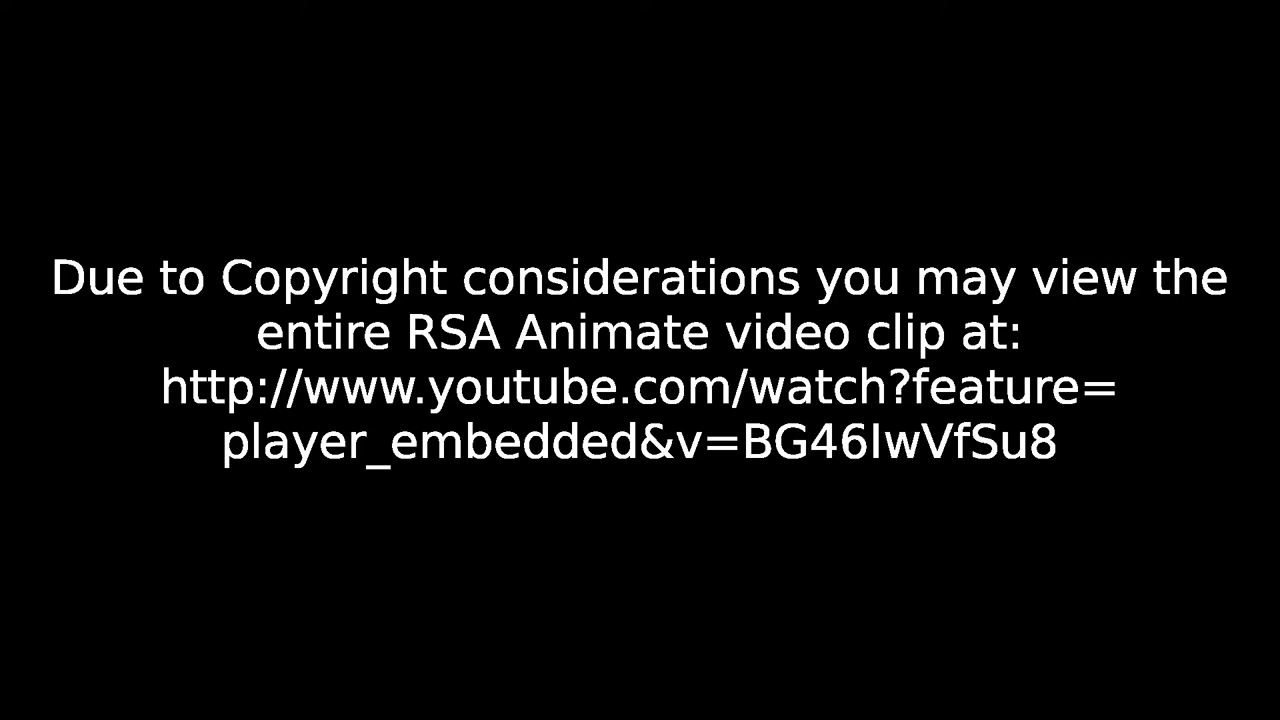 Due to Copyright considerations you may view the
entire RSA Animate video clip at:
http://www.youtube.com/watch?feature=
player_embedded&v=BG46IwVfSu8